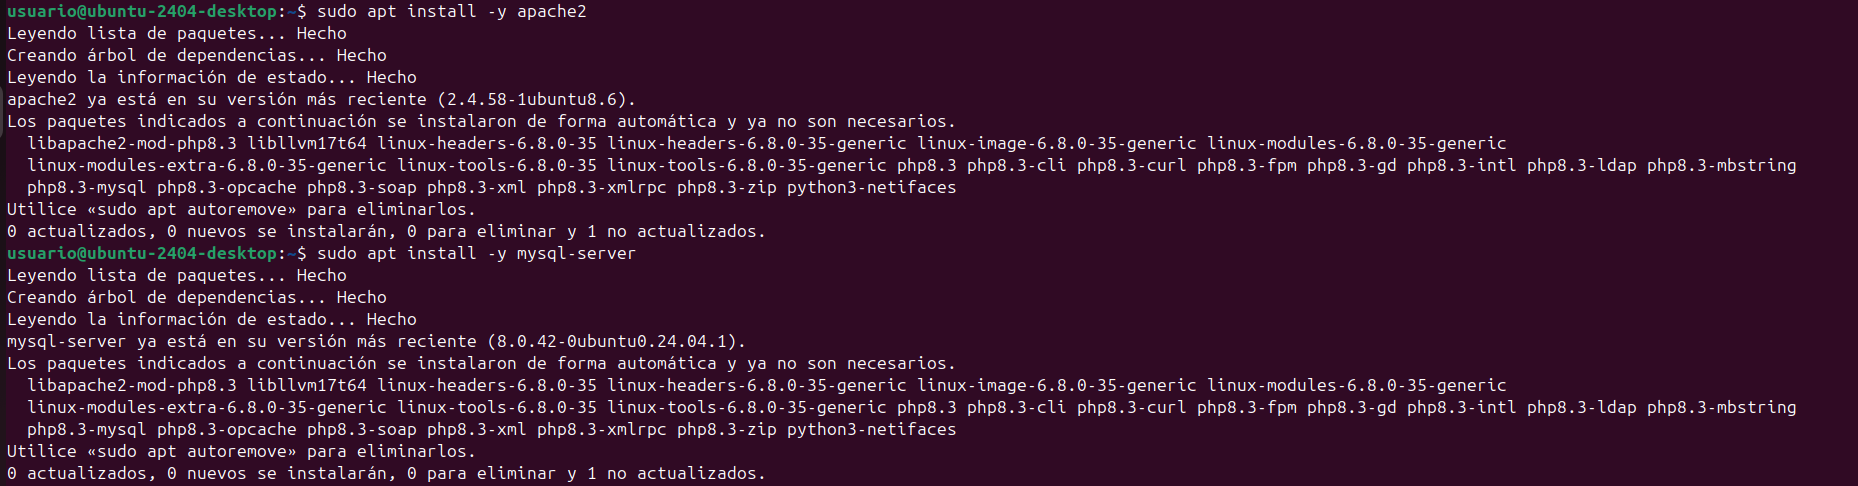 usuario@ubuntu-2404-desktop:~$ sudo apt install -y apache2
Leyendo lista de paquetes... Hecho
Creando árbol de dependencias... Hecho
Leyendo la información de estado... Hecho
apache2 ya está en su versión más reciente (2.4.58-1ubuntu8.6).
Los paquetes indicados a continuación se instalaron de forma automática y ya no son necesarios.
  libapache2-mod-php8.3 libllvm17t64 linux-headers-6.8.0-35 linux-headers-6.8.0-35-generic linux-image-6.8.0-35-generic linux-modules-6.8.0-35-generic
  linux-modules-extra-6.8.0-35-generic linux-tools-6.8.0-35 linux-tools-6.8.0-35-generic php8.3 php8.3-cli php8.3-curl php8.3-fpm php8.3-gd php8.3-intl php8.3-ldap php8.3-mbstring
  php8.3-mysql php8.3-opcache php8.3-soap php8.3-xml php8.3-xmlrpc php8.3-zip python3-netifaces
Utilice «sudo apt autoremove» para eliminarlos.
0 actualizados, 0 nuevos se instalarán, 0 para eliminar y 1 no actualizados.
usuario@ubuntu-2404-desktop:~$ sudo apt install -y mysql-server
Leyendo lista de paquetes... Hecho
Creando árbol de dependencias... Hecho
Leyendo la información de estado... Hecho
mysql-server ya está en su versión más reciente (8.0.42-0ubuntu0.24.04.1).
Los paquetes indicados a continuación se instalaron de forma automática y ya no son necesarios.
  libapache2-mod-php8.3 libllvm17t64 linux-headers-6.8.0-35 linux-headers-6.8.0-35-generic linux-image-6.8.0-35-generic linux-modules-6.8.0-35-generic
  linux-modules-extra-6.8.0-35-generic linux-tools-6.8.0-35 linux-tools-6.8.0-35-generic php8.3 php8.3-cli php8.3-curl php8.3-fpm php8.3-gd php8.3-intl php8.3-ldap php8.3-mbstring
  php8.3-mysql php8.3-opcache php8.3-soap php8.3-xml php8.3-xmlrpc php8.3-zip python3-netifaces
Utilice «sudo apt autoremove» para eliminarlos.
0 actualizados, 0 nuevos se instalarán, 0 para eliminar y 1 no actualizados.